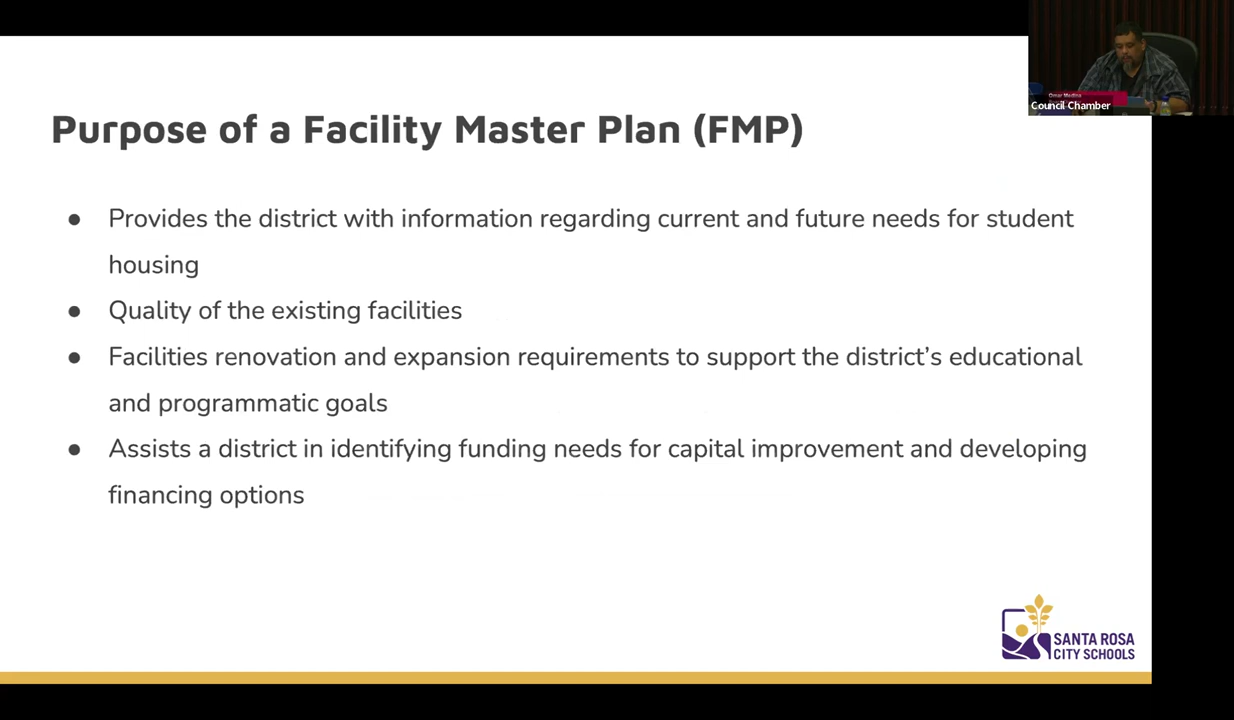 Omar Medina
Council Chamber
Purpose of a Facility Master Plan (FMP)
● Provides the district with information regarding current and future needs for student
housing
● Quality of the existing facilities
● Facilities renovation and expansion requirements to support the district’s educational
and programmatic goals
● Assists a district in identifying funding needs for capital improvement and developing
financing options
SANTA ROSA
CITY SCHOOLS